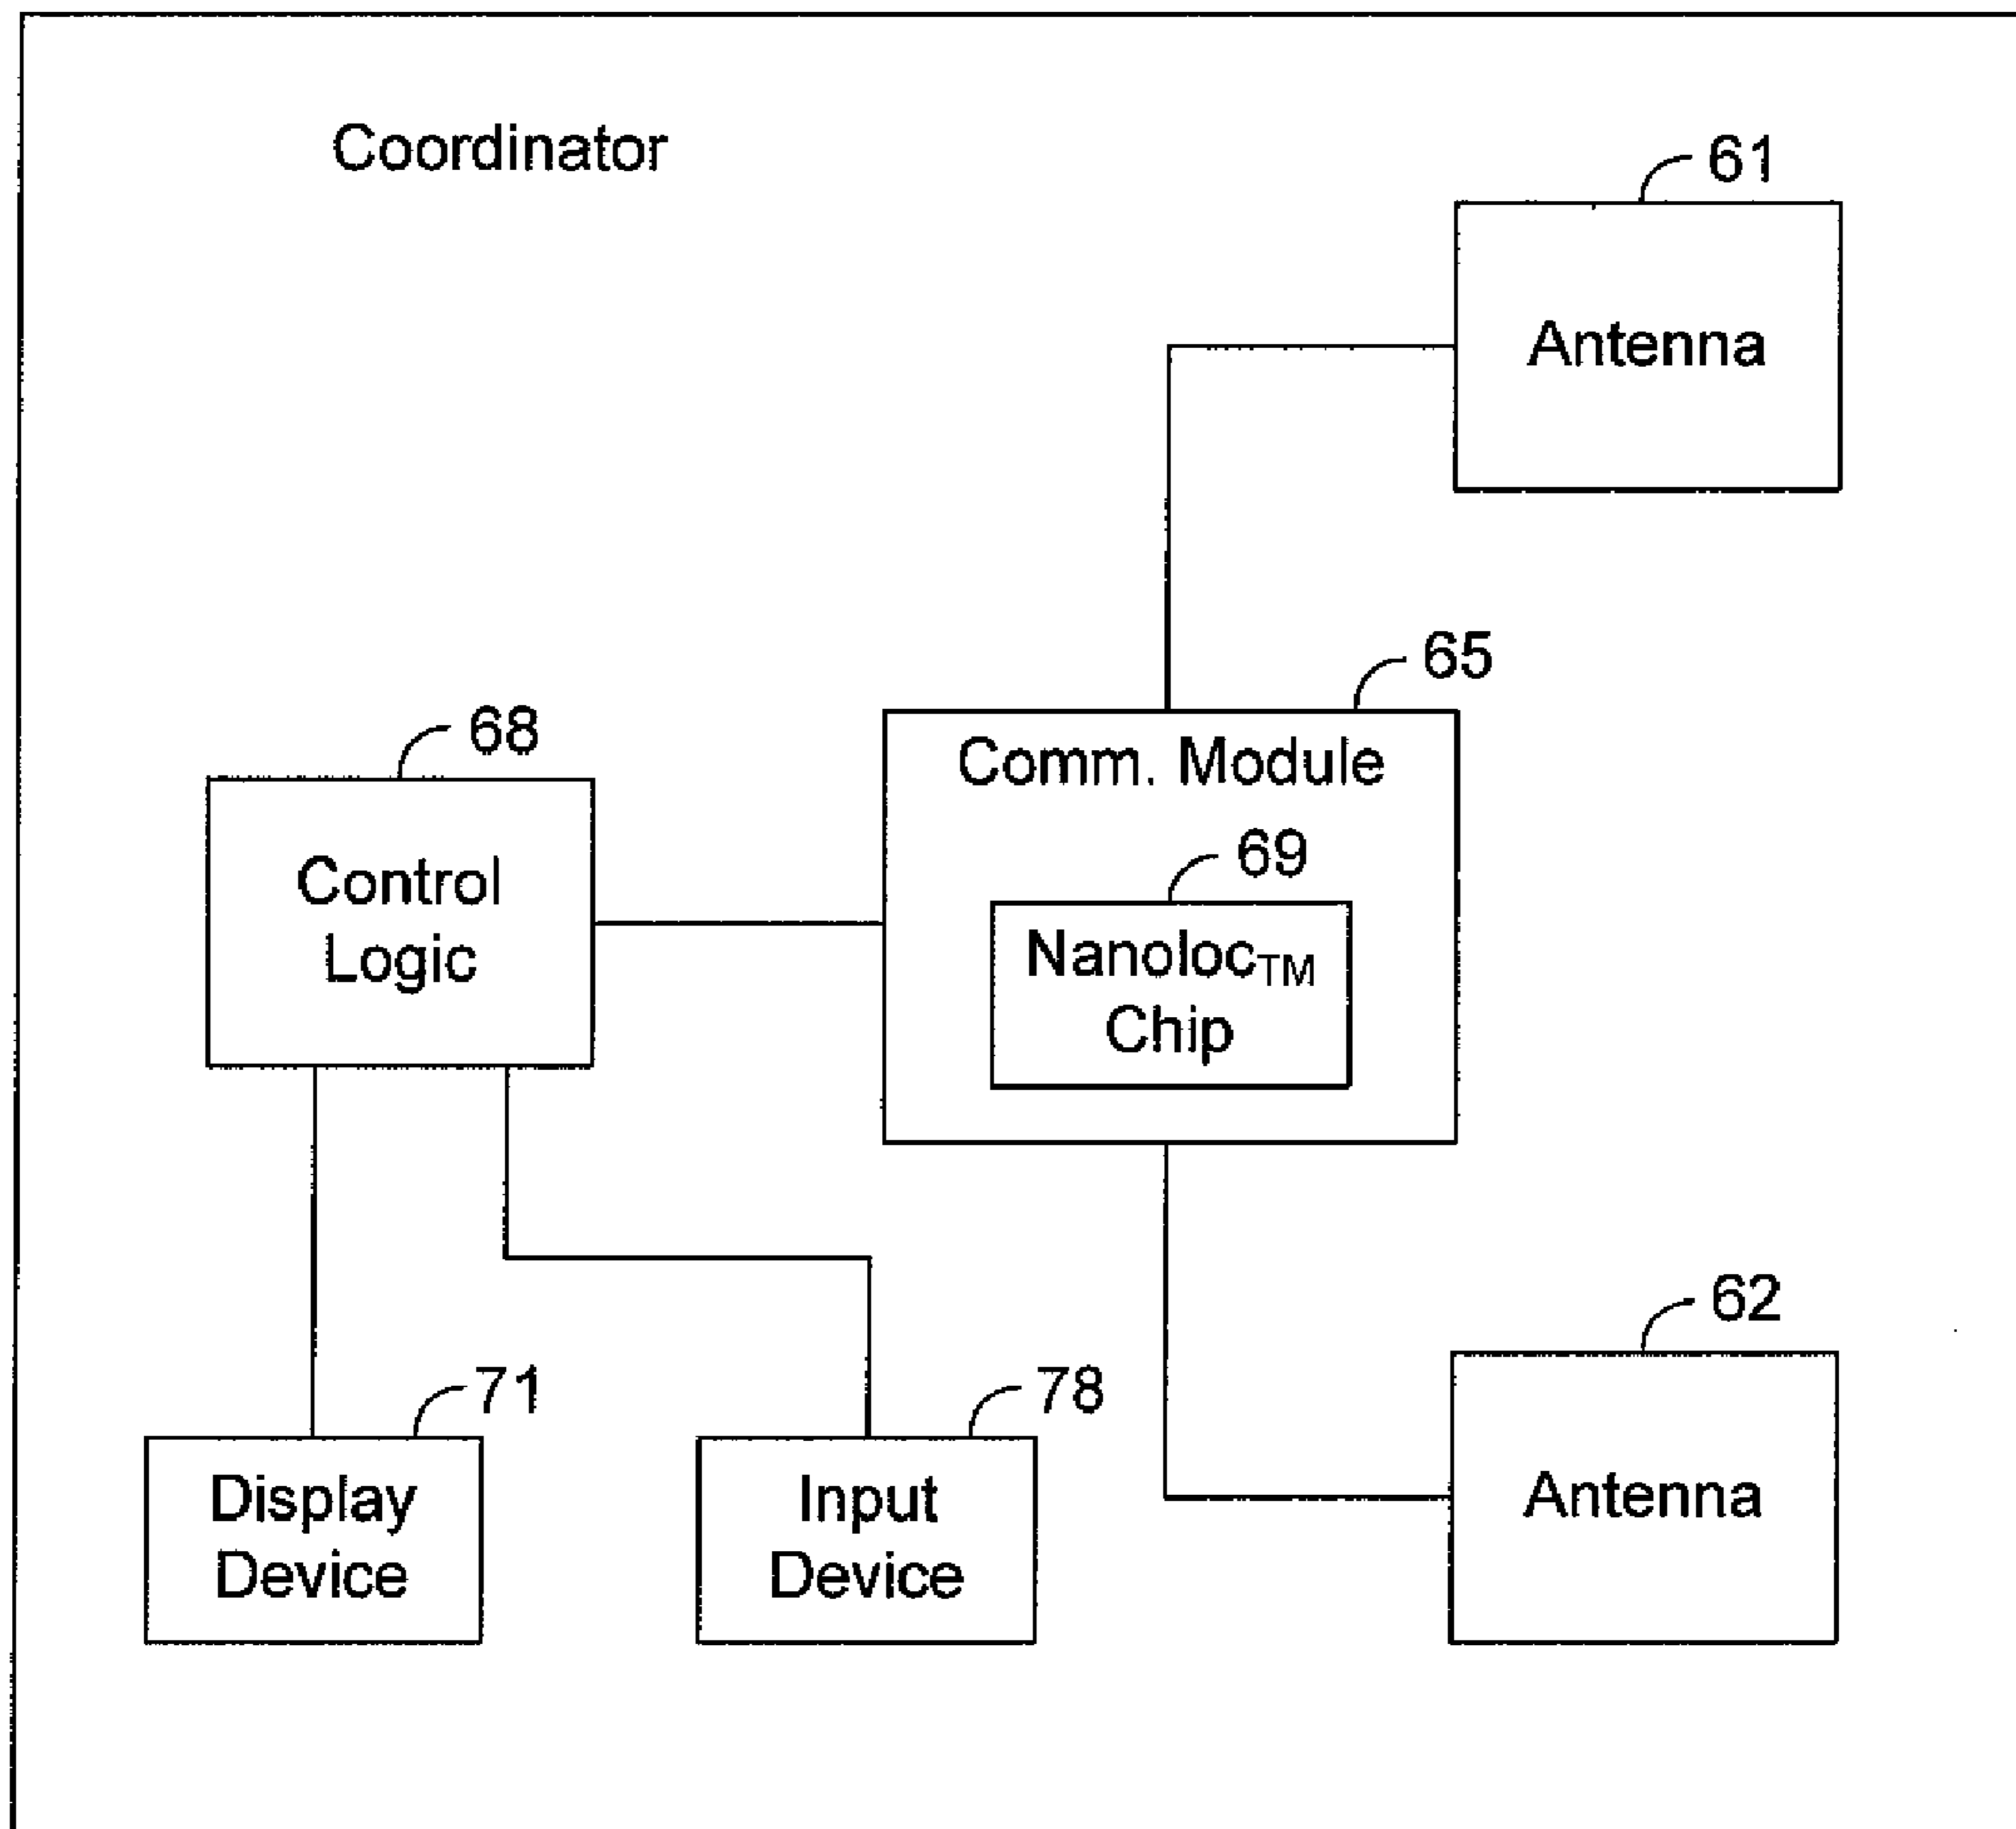 Coordinator
61
Antenna
65
Comm. Module
68
Control
Logic
69
Nanoloc™
Chip
62
Antenna
71
Display
Device
78
Input
Device